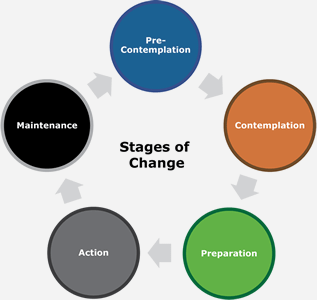 Pre-
Contemplation
Contemplation
Preparation
Action
Maintenance
Stages of
Change